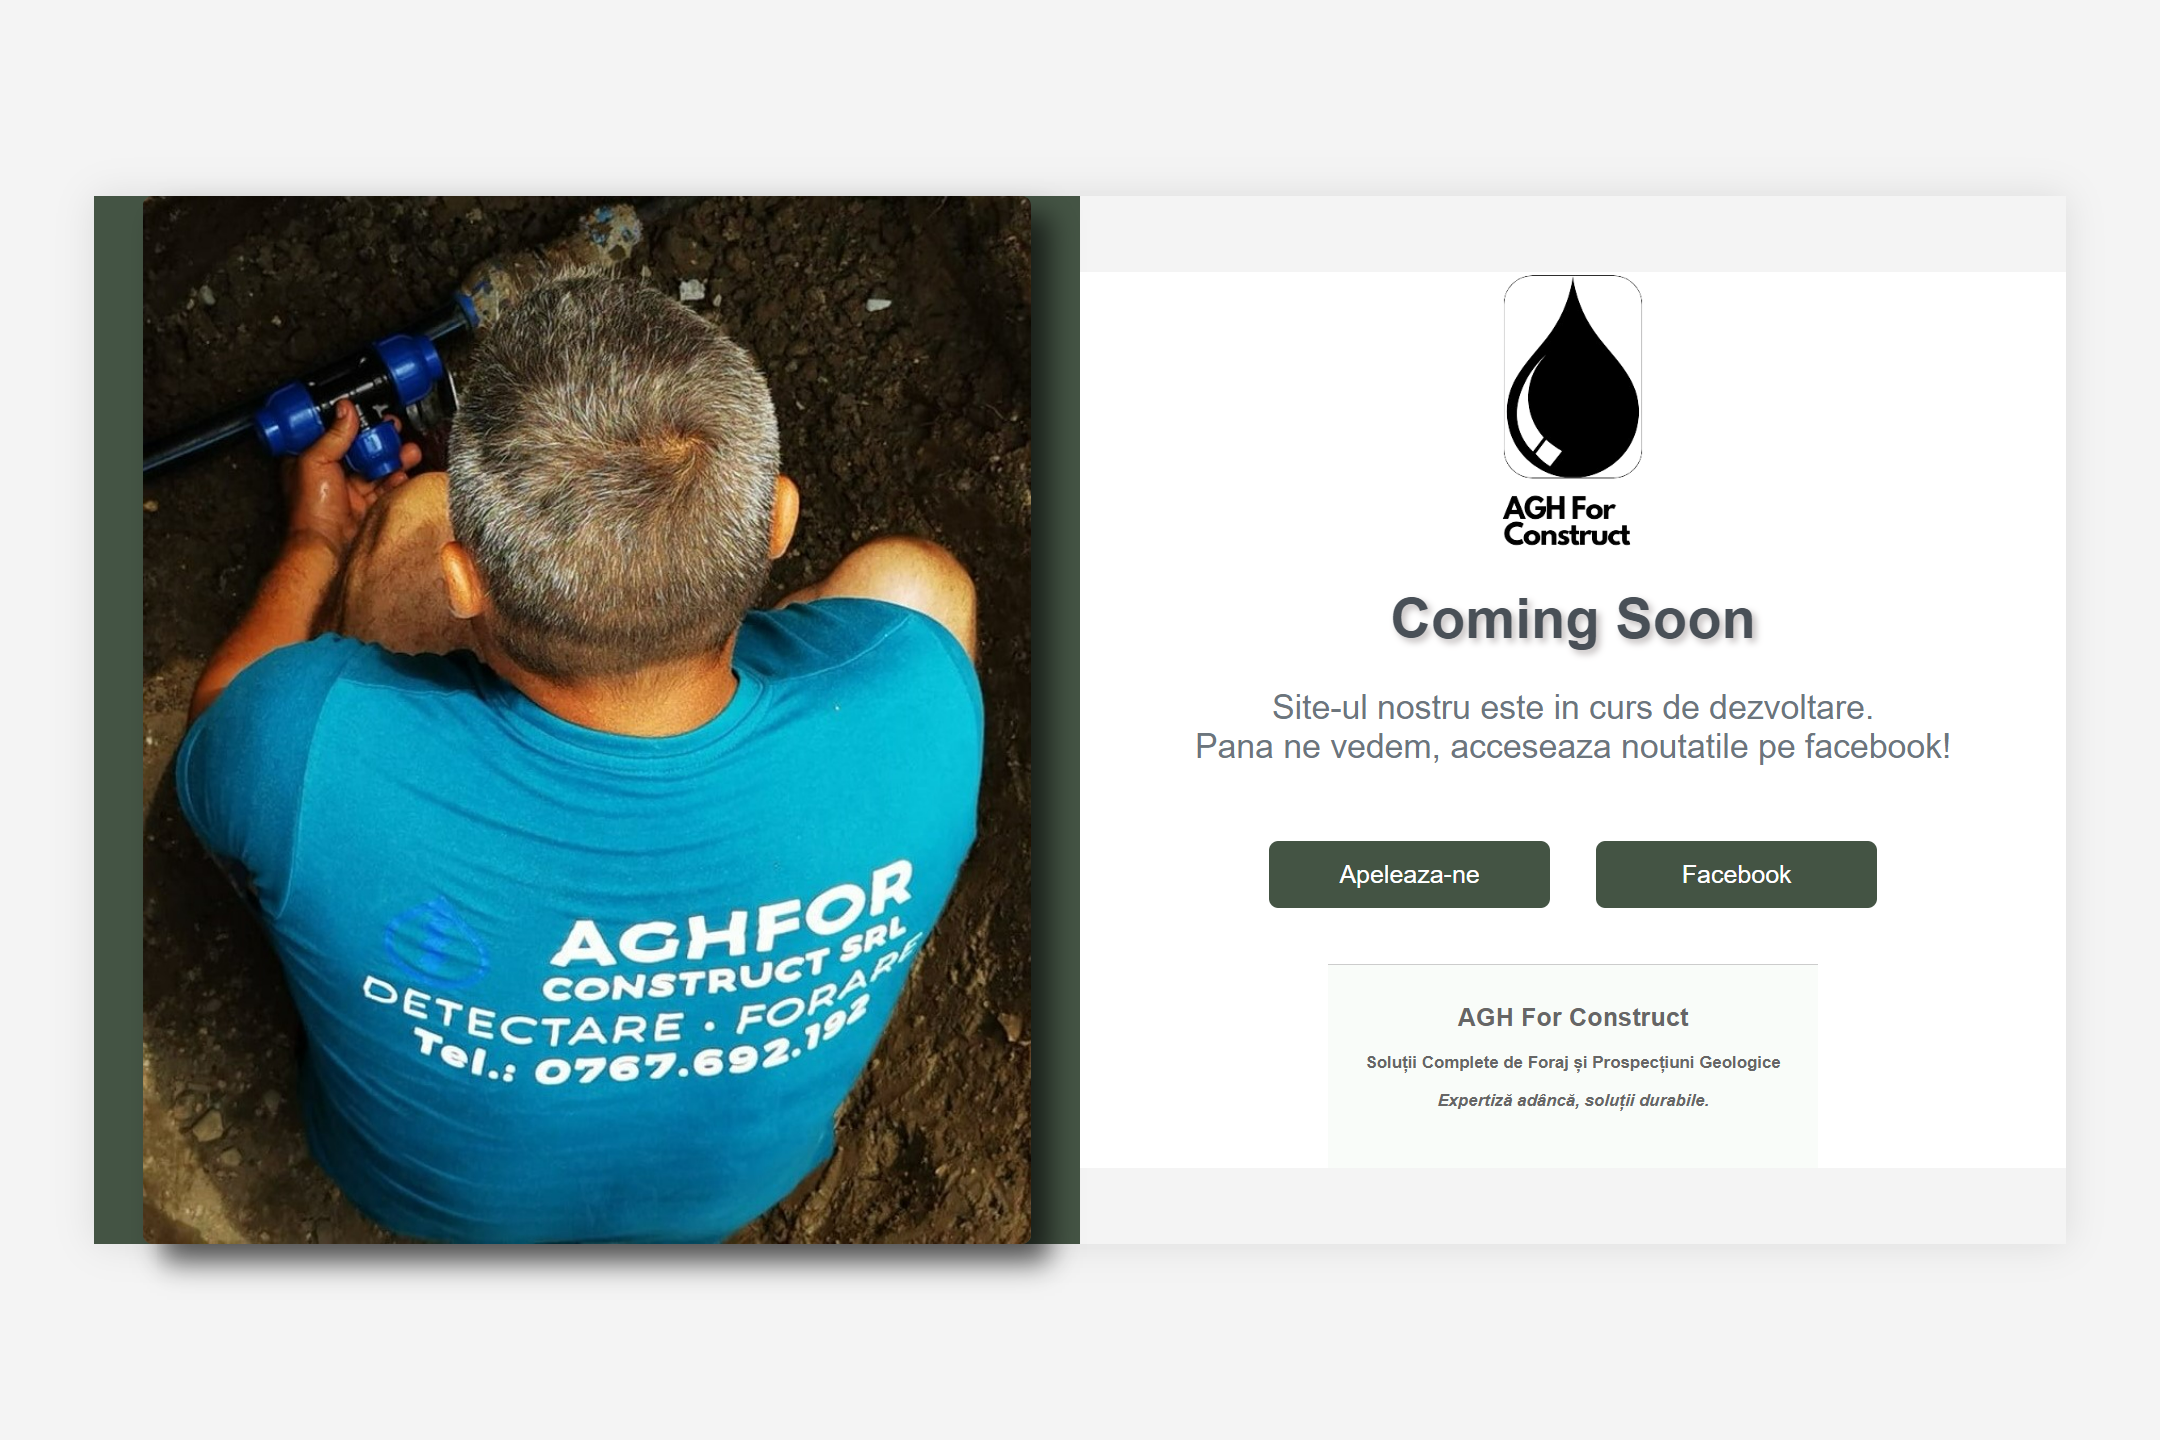 AGHFOR
CONSTRUCT SRL
DETECTARE • FORARE
Tel.: 0767.692.192
AGH For
Construct
Coming Soon
Site-ul nostru este in curs de dezvoltare.
Pana ne vedem, acceseaza noutatile pe facebook!
Apeleaza-ne
Facebook
AGH For Construct
Soluții Complete de Foraj și Prospecțiuni Geologice
Expertiză adâncă, soluții durabile.